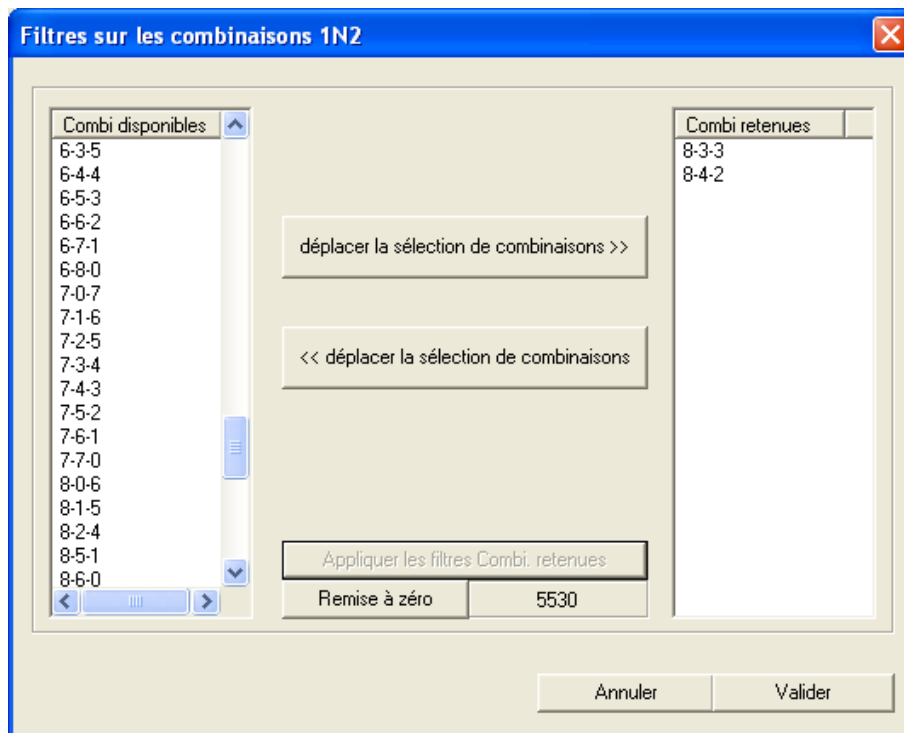 Filtres sur les combinaisons 1N2
Combi disponibles
6-3-5
6-4-4
6-5-3
6-6-2
6-7-1
6-8-0
7-0-7
7-1-6
7-2-5
7-3-4
7-4-3
7-5-2
7-6-1
7-7-0
8-0-6
8-1-5
8-2-4
8-5-1
8-6-0
déplacer la sélection de combinaisons >>
<< déplacer la sélection de combinaisons
Appliquer les filtres Combi. retenues
Remise à zéro
5530
Combi retenues
8-3-3
8-4-2
Annuler
Valider